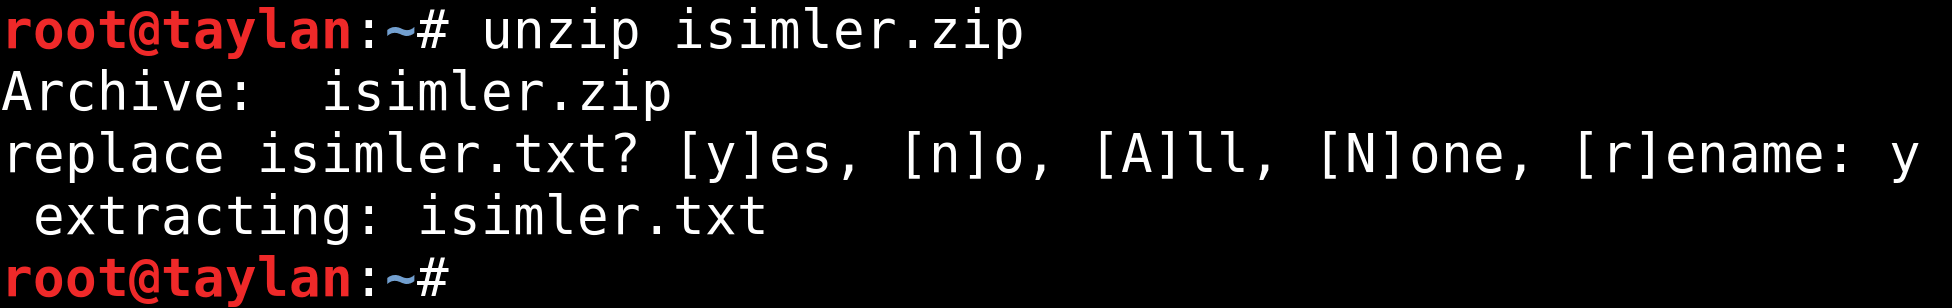 root@taylan:~# unzip isimler.zip
Archive:  isimler.zip
replace isimler.txt? [y]es, [n]o, [A]ll, [N]one, [r]ename: y
 extracting: isimler.txt
root@taylan:~#